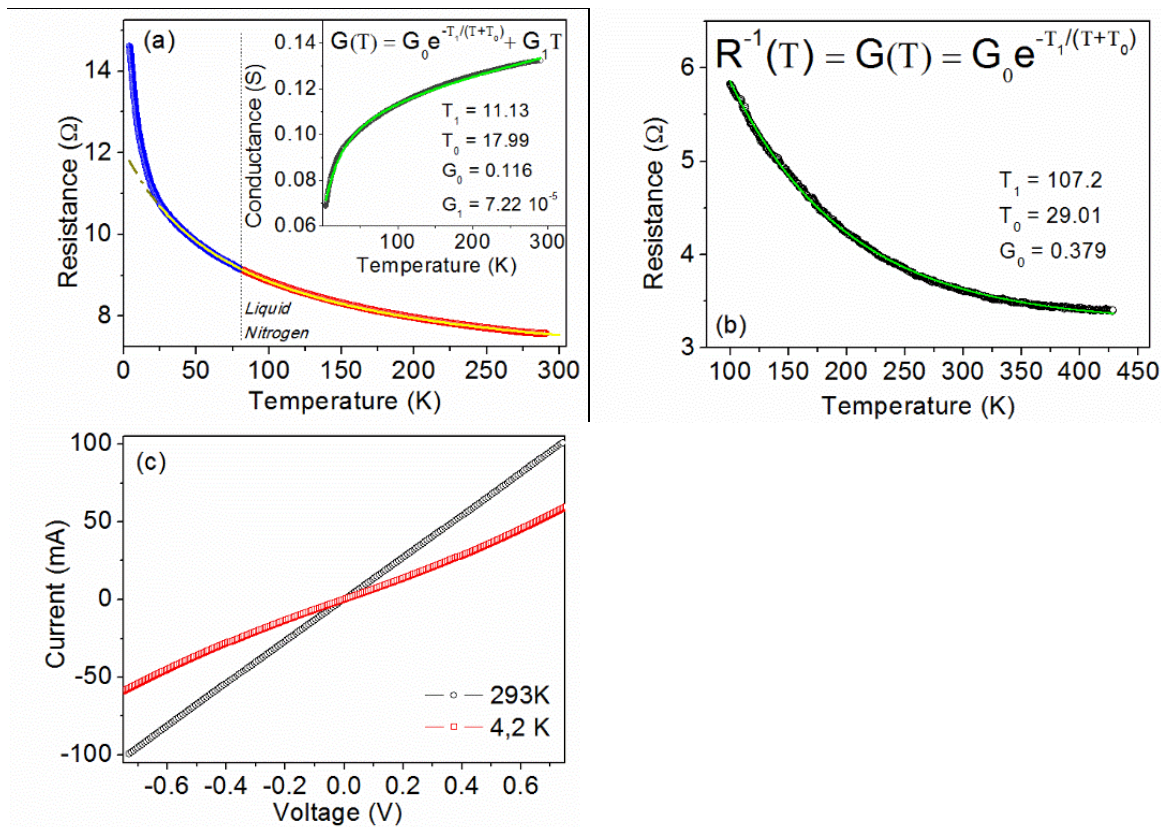 (a)
G(T) = G₀e^(-T₁/(T+T₀)) + G₁T
T₁ = 11.13
T₀ = 17.99
G₀ = 0.116
G₁ = 7.22 10⁻⁵
Conductance (S)
0.14
0.12
0.10
0.08
0.06
100 200 300
Temperature (K)
Liquid
Nitrogen
Resistance (Ω)
14
12
10
8
0 50 100 150 200 250 300
Temperature (K)
R⁻¹(T) = G(T) = G₀e^(-T₁/(T+T₀))
T₁ = 107.2
T₀ = 29.01
G₀ = 0.379
(b)
Resistance (Ω)
6
5
4
3
100 150 200 250 300 350 400 450
Temperature (K)
(c)
Current (mA)
100
50
0
-50
-100
293K
4,2 K
-0.6 -0.4 -0.2 0.0 0.2 0.4 0.6
Voltage (V)